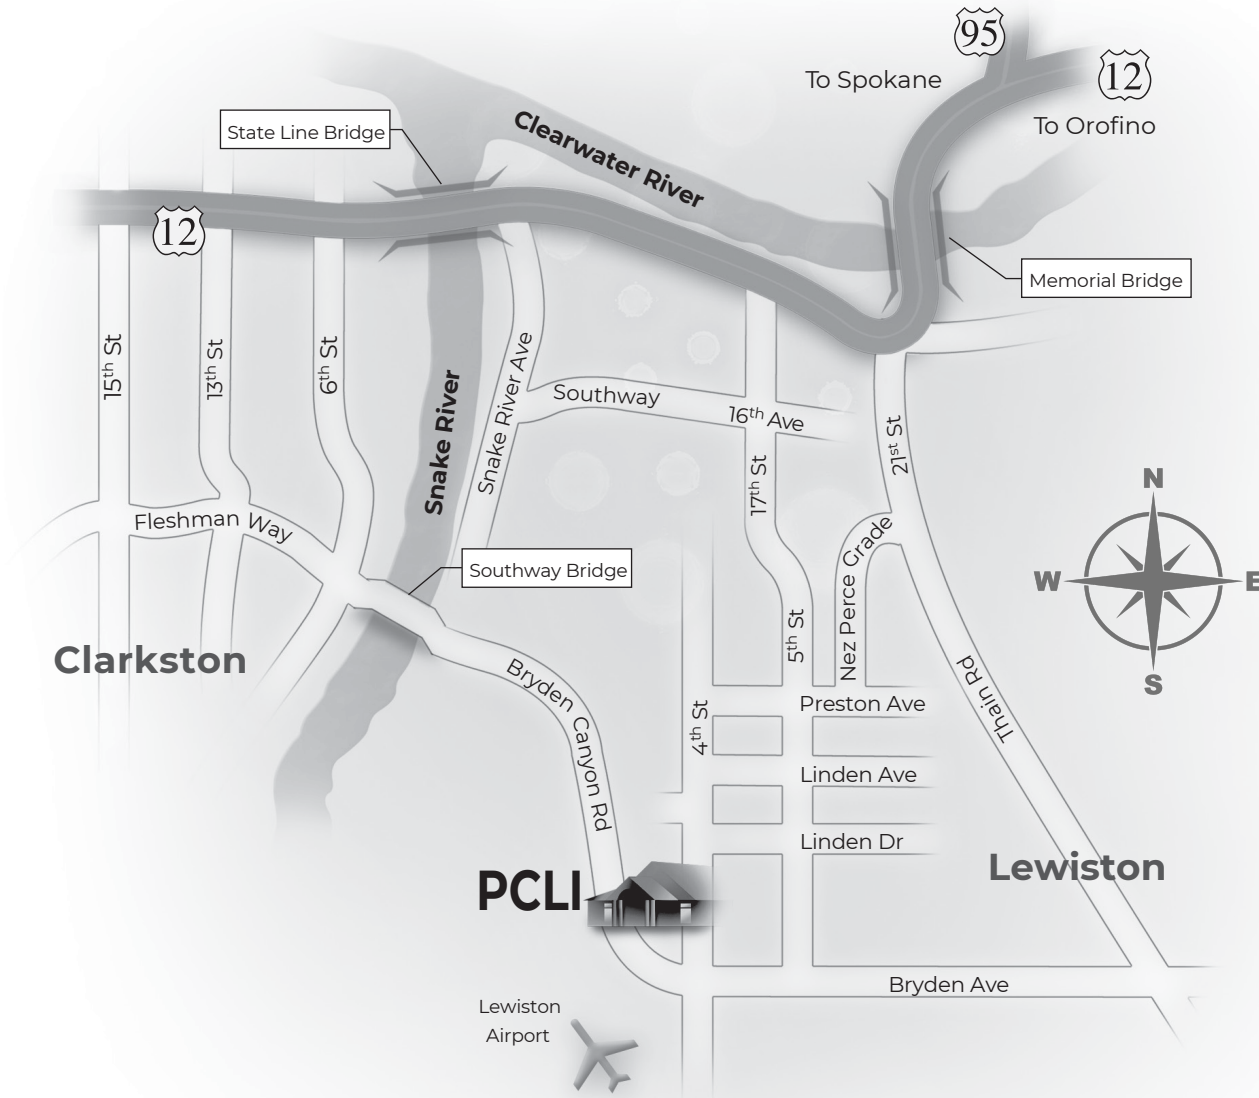 95
To Spokane
12
To Orofino
State Line Bridge
Clearwater River
12
Memorial Bridge
15th St
13th St
6th St
Snake River
Snake River Ave
Southway
16th Ave
17th St
21st St
Fleshman Way
Southway Bridge
N
W
E
S
Nez Perce Grade
5th St
Clarkston
Bryden Canyon Rd
4th St
Preston Ave
Thain Rd
Linden Ave
Linden Dr
Lewiston
PCLI
Bryden Ave
Lewiston
Airport